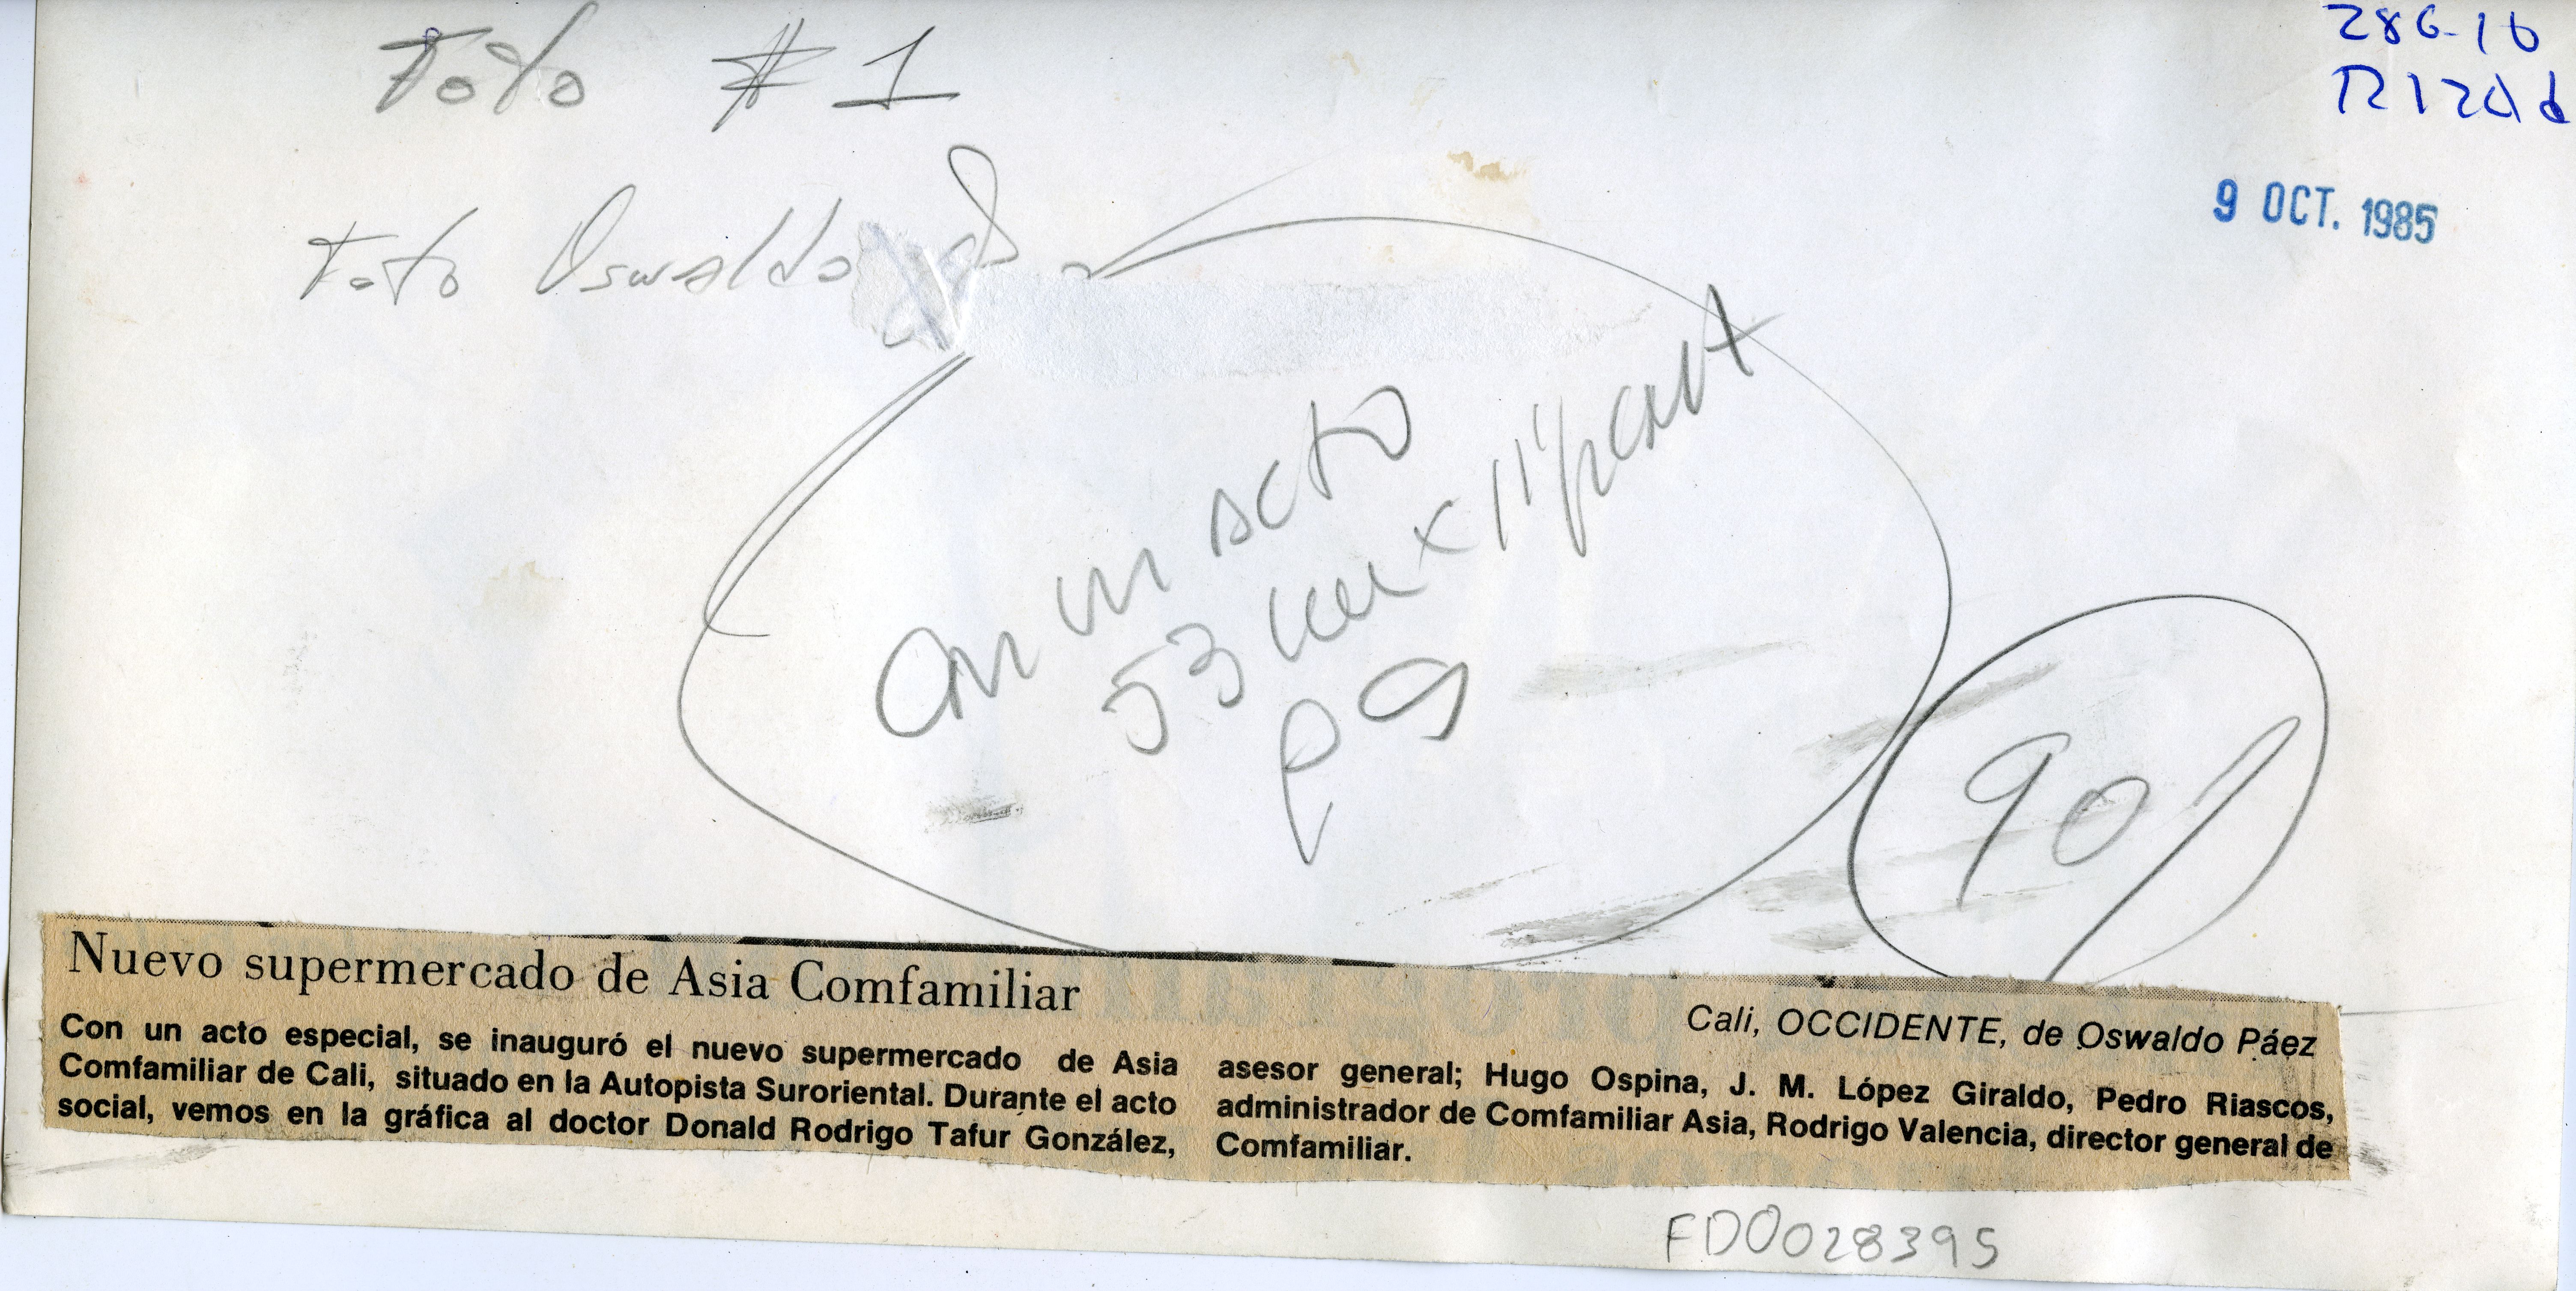 Foto # 1
286-16
9 OCT. 1985
Foto Oswaldo
Con un acto
53
P 9
90
Nuevo supermercado de Asia Comfamiliar
Cali, OCCIDENTE, de Oswaldo Páez
Con un acto especial, se inauguró el nuevo supermercado de Asia
Comfamiliar de Cali, situado en la Autopista Suroriental. Durante el acto
social, vemos en la gráfica al doctor Donald Rodrigo Tafur González,
asesor general; Hugo Ospina, J. M. López Giraldo, Pedro Riascos,
administrador de Comfamiliar Asia, Rodrigo Valencia, director general de
Comfamiliar.
FD0028395